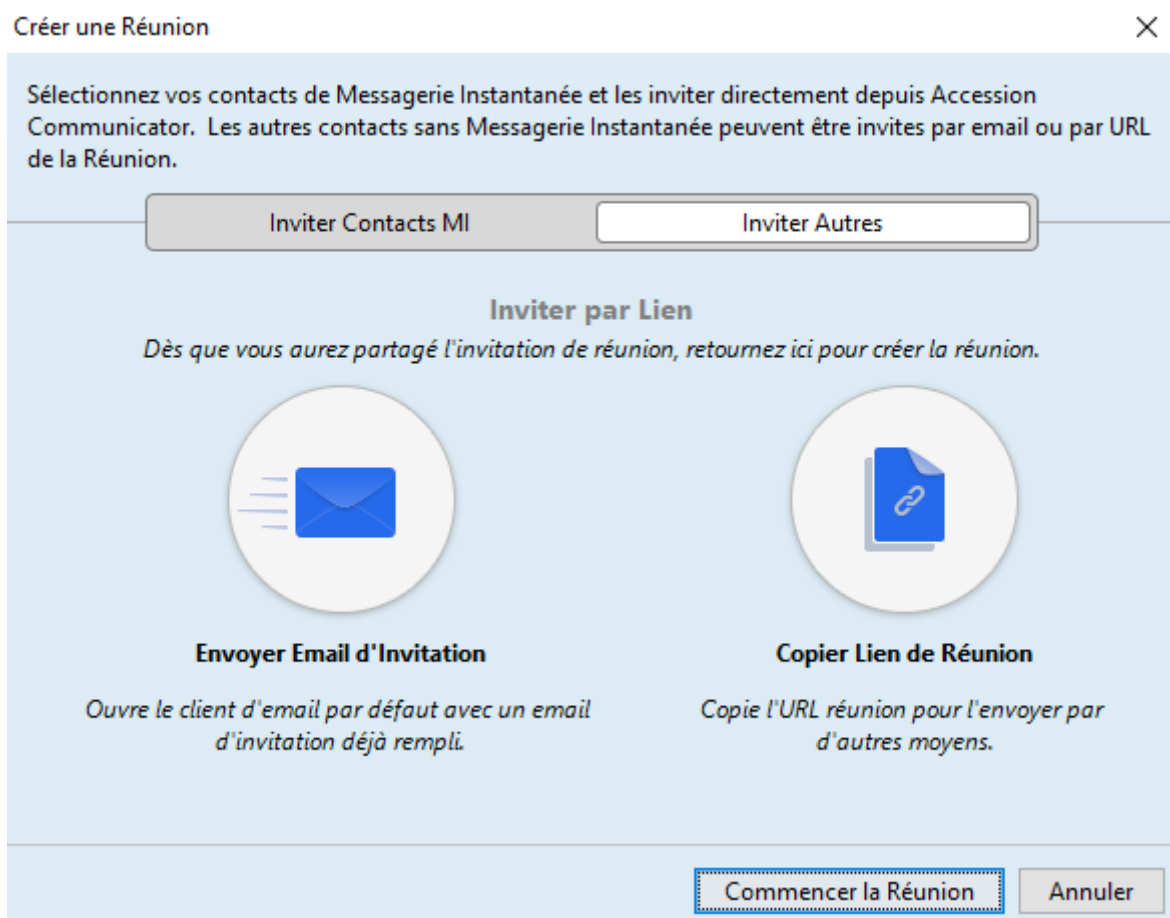 Créer une Réunion
Sélectionnez vos contacts de Messagerie Instantanée et les inviter directement depuis Accession
Communicator. Les autres contacts sans Messagerie Instantanée peuvent être invites par email ou par URL
de la Réunion.
Inviter Contacts MI
Inviter Autres
Inviter par Lien
Dès que vous aurez partagé l'invitation de réunion, retournez ici pour créer la réunion.
Envoyer Email d'Invitation
Ouvre le client d'email par défaut avec un email
d'invitation déjà rempli.
Copier Lien de Réunion
Copie l'URL réunion pour l'envoyer par
d'autres moyens.
Commencer la Réunion
Annuler